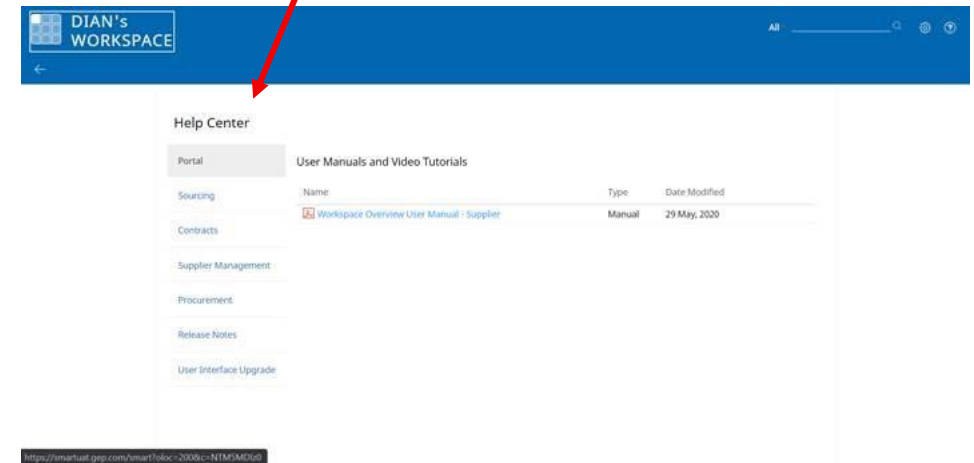 DIAN's
WORKSPACE
All
Help Center
Portal
User Manuals and Video Tutorials
Sourcing
Name Type Date Modified
Workspace Overview User Manual - Supplier Manual 29 May, 2020
Contracts
Supplier Management
Procurement
Release Notes
User Interface Upgrade